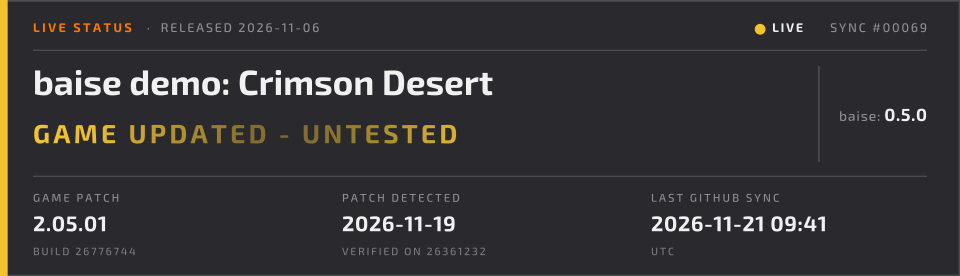 LIVE STATUS · RELEASED 2026-11-06
LIVE SYNC #00069
baise demo: Crimson Desert
GAME UPDATED - UNTESTED
baise: 0.5.0
GAME PATCH
2.05.01
BUILD 26776744
PATCH DETECTED
2026-11-19
VERIFIED ON 26361232
LAST GITHUB SYNC
2026-11-21 09:41
UTC